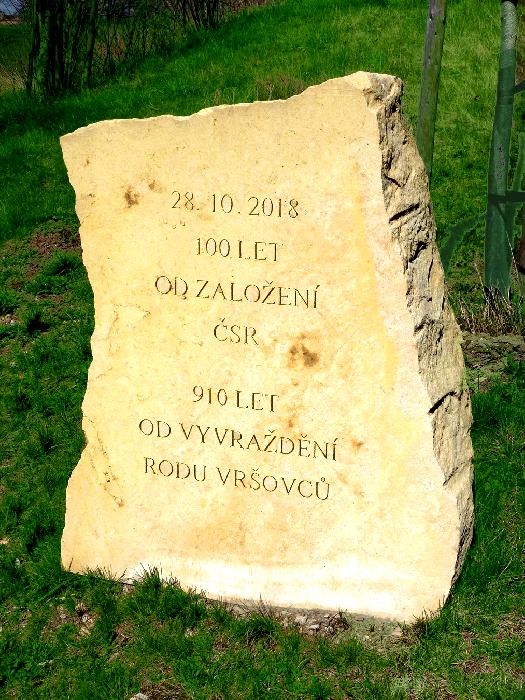 28. 10. 2018
100 LET
OD ZALOŽENÍ
ČSR
910 LET
OD VYVRAŽDĚNÍ
RODU VRŠOVCŮ